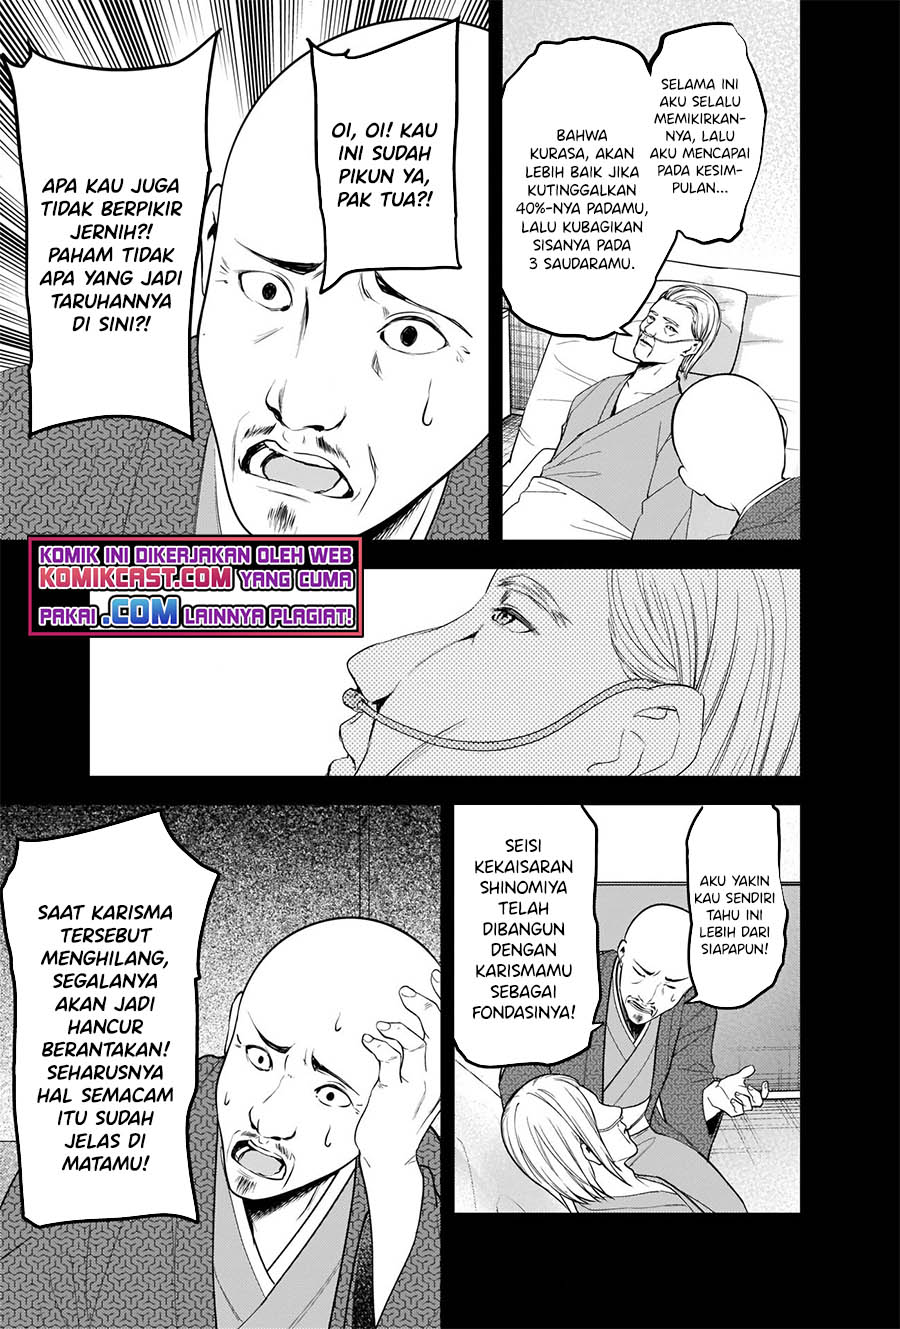 SELAMA INI
AKU SELALU
MEMIKIRKAN-
NYA, LALU
AKU MENCAPAI
PADA KESIM-
PULAN...
BAHWA
KURASA, AKAN
LEBIH BAIK JIKA
KUTINGGALKAN
40%-NYA PADAMU,
LALU KUBAGIKAN
SISANYA PADA
3 SAUDARAMU.
OI, OI! KAU
INI SUDAH
PIKUN YA,
PAK TUA?!
APA KAU JUGA
TIDAK BERPIKIR
JERNIH?!
PAHAM TIDAK
APA YANG JADI
TARUHANNYA
DI SINI?!
KOMIK INI DIKERJAKAN OLEH WEB
KOMIKCAST.COM YANG CUMA
PAKAI .COM LAINNYA PLAGIAT!
AKU YAKIN
KAU SENDIRI
TAHU INI
LEBIH DARI
SIAPAPUN!
SEISI
KEKAISARAN
SHINOMIYA
TELAH
DIBANGUN
DENGAN
KARISMAMU
SEBAGAI
FONDASINYA!
SAAT KARISMA
TERSEBUT
MENGHILANG,
SEGALANYA
AKAN JADI
HANCUR
BERANTAKAN!
SEHARUSNYA
HAL SEMACAM
ITU SUDAH
JELAS DI
MATAMU!